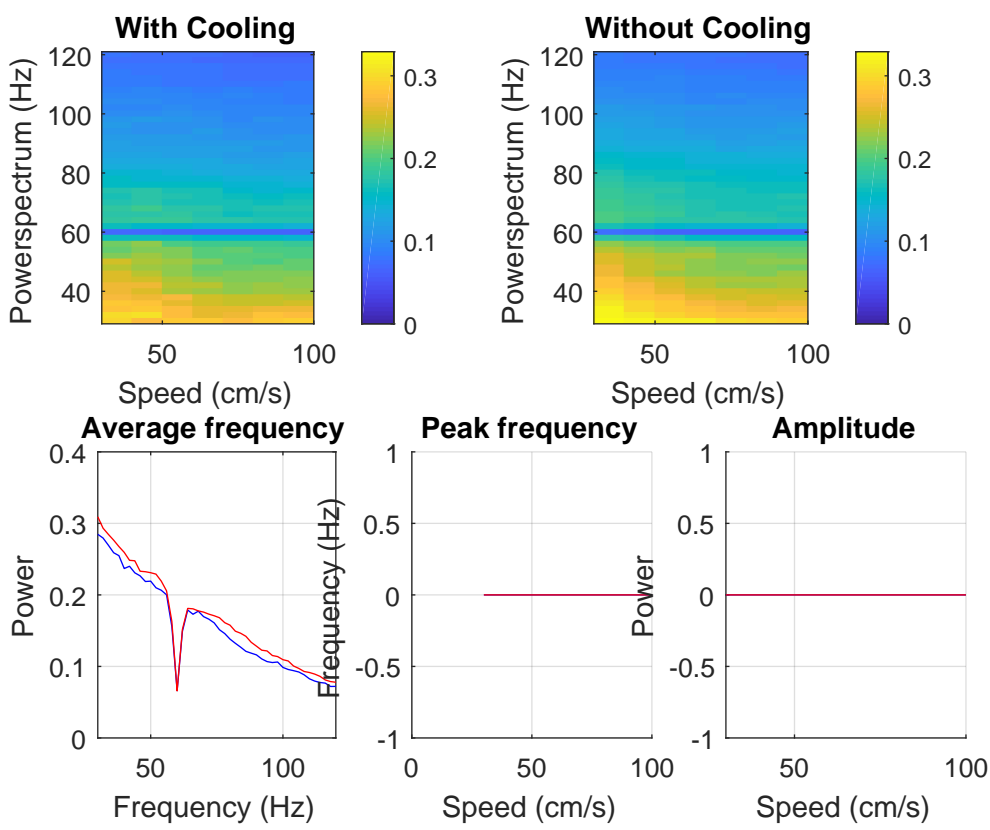 With Cooling
Powerspectrum (Hz)
120
100
80
60
40
50
100
Speed (cm/s)
0.3
0.2
0.1
0
Without Cooling
Powerspectrum (Hz)
120
100
80
60
40
50
100
Speed (cm/s)
0.3
0.2
0.1
0
Average frequency
Power
0.4
0.3
0.2
0.1
0
50
100
Frequency (Hz)
Peak frequency
Frequency (Hz)
1
0.5
0
-0.5
-1
0
50
100
Speed (cm/s)
Amplitude
Power
1
0.5
0
-0.5
-1
50
100
Speed (cm/s)